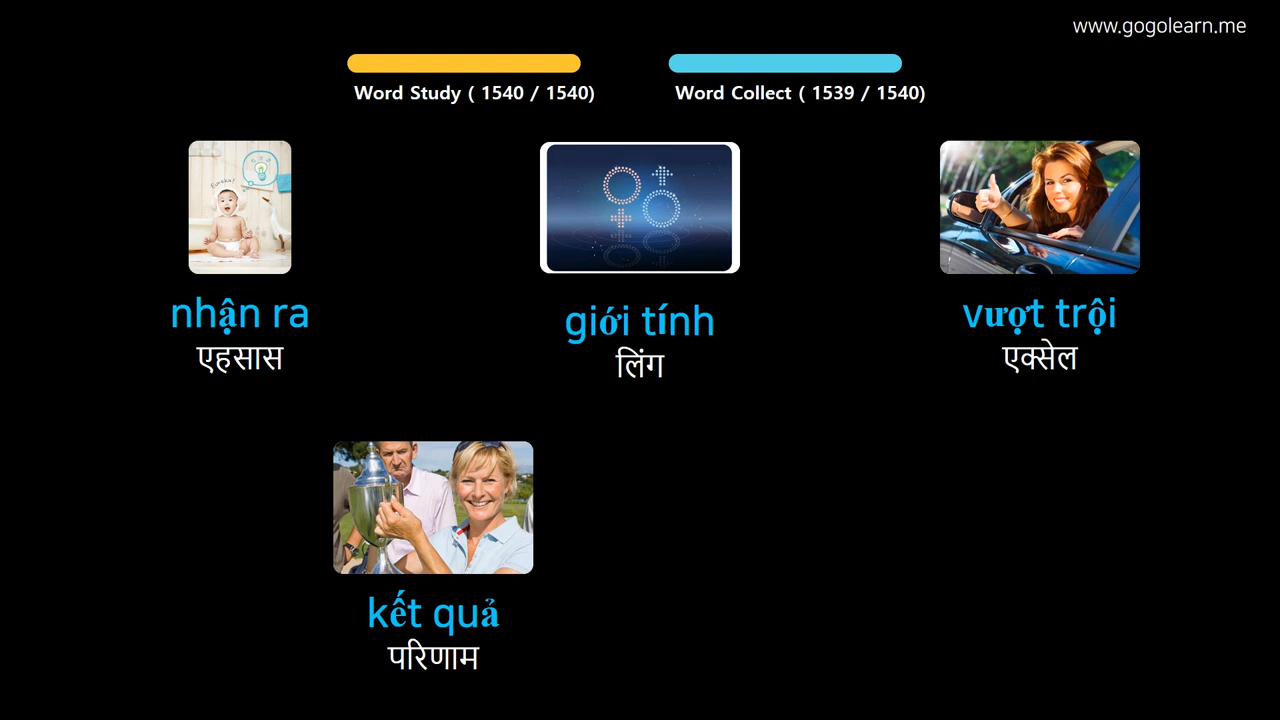 www.gogolearn.me
Word Study ( 1540 / 1540)
Word Collect ( 1539 / 1540)
Eureka!
nhận ra
एहसास
giới tính
लिंग
vượt trội
एक्सेल
kết quả
परिणाम